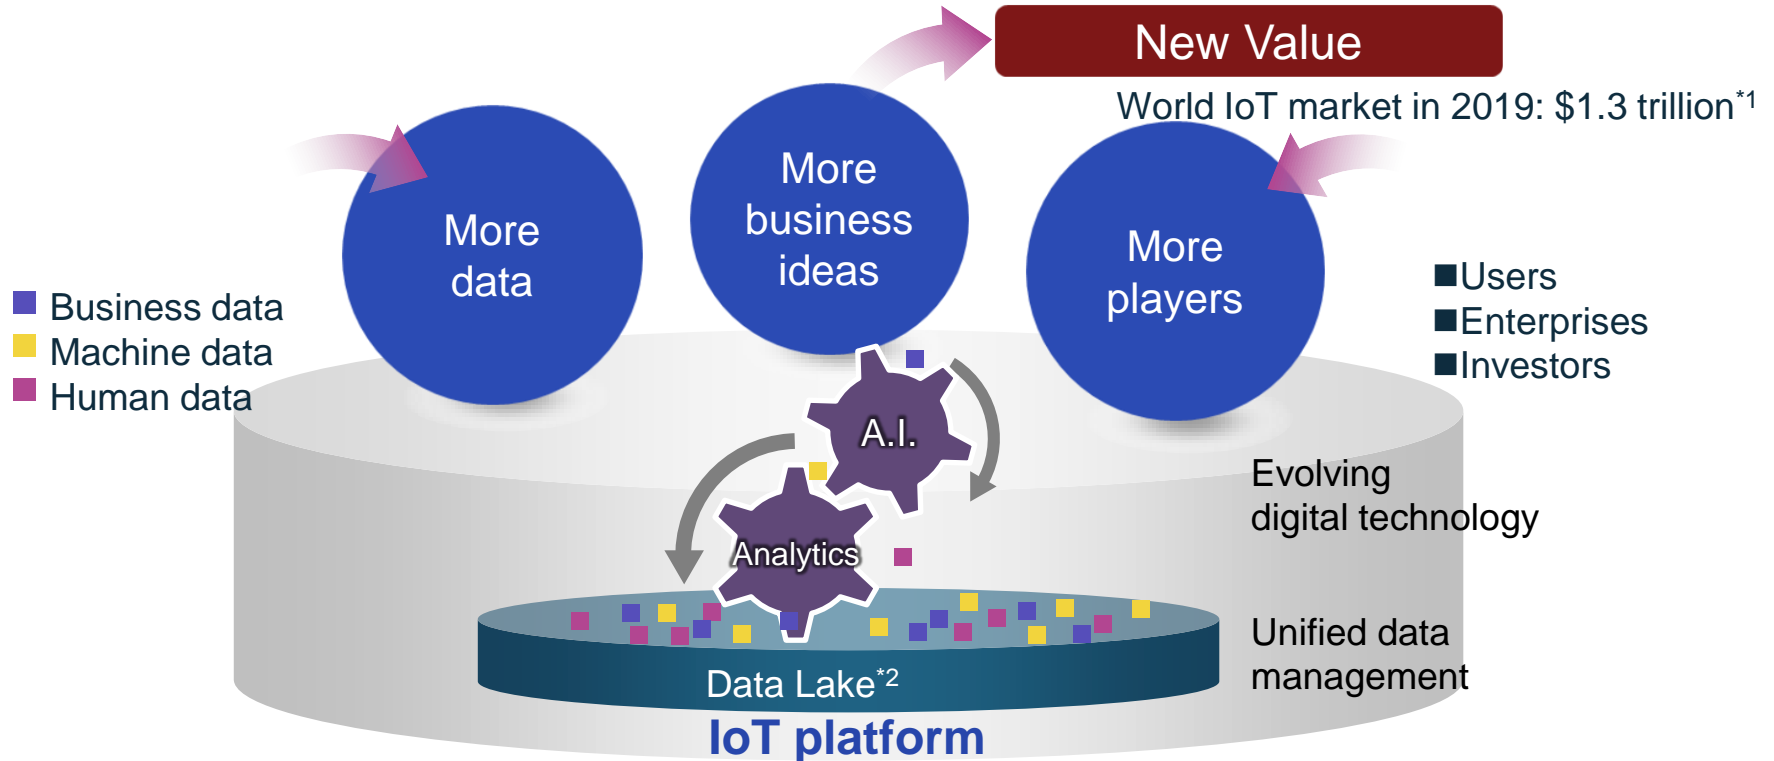 New Value
World IoT market in 2019: $1.3 trillion*1
More
data
More
business
ideas
More
players
■ Business data
■ Machine data
■ Human data
■Users
■Enterprises
■Investors
A.I.
Analytics
Evolving
digital technology
Unified data
management
Data Lake*2
IoT platform